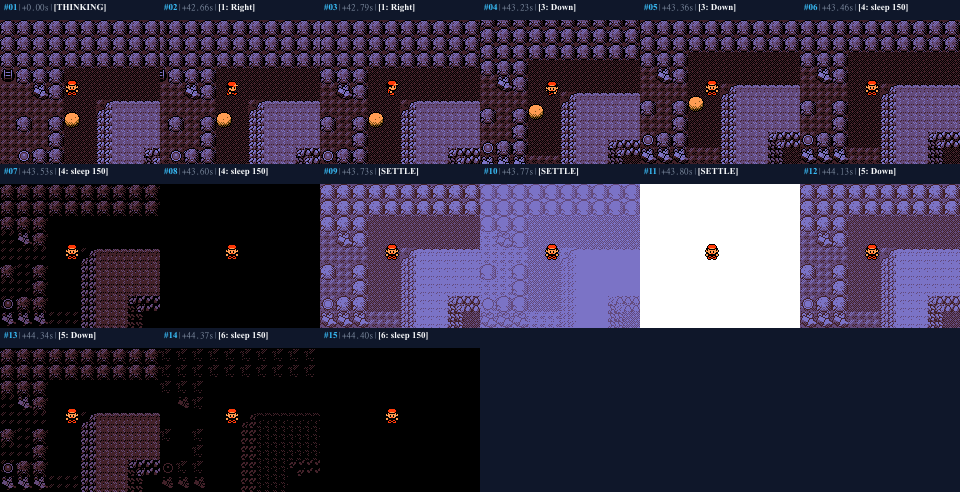 #01|+0.00s|[THINKING]
#02|+42.66s|[1: Right]
#03|+42.79s|[1: Right]
#04|+43.23s|[3: Down]
#05|+43.36s|[3: Down]
#06|+43.46s|[4: sleep 150]
#07|+43.53s|[4: sleep 150]
#08|+43.60s|[4: sleep 150]
#09|+43.73s|[SETTLE]
#10|+43.77s|[SETTLE]
#11|+43.80s|[SETTLE]
#12|+44.13s|[5: Down]
#13|+44.34s|[5: Down]
#14|+44.37s|[6: sleep 150]
#15|+44.40s|[6: sleep 150]